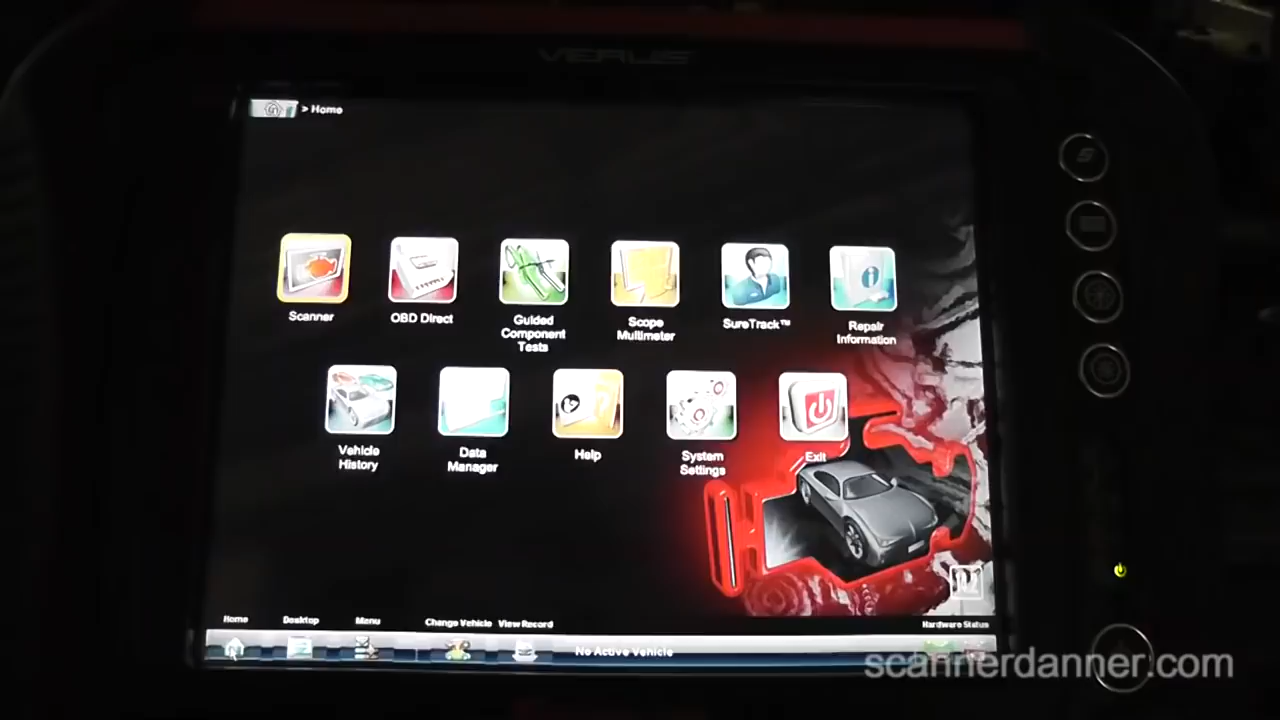 VERUS
> Home
Scanner
OBD Direct
Guided
Component
Tests
Scope
Multimeter
SureTrack™
Repair
Information
Vehicle
History
Data
Manager
Help
System
Settings
Exit
Home
Desktop
Menu
Change Vehicle
View Record
Hardware Status
No Active Vehicle
scannerdanner.com